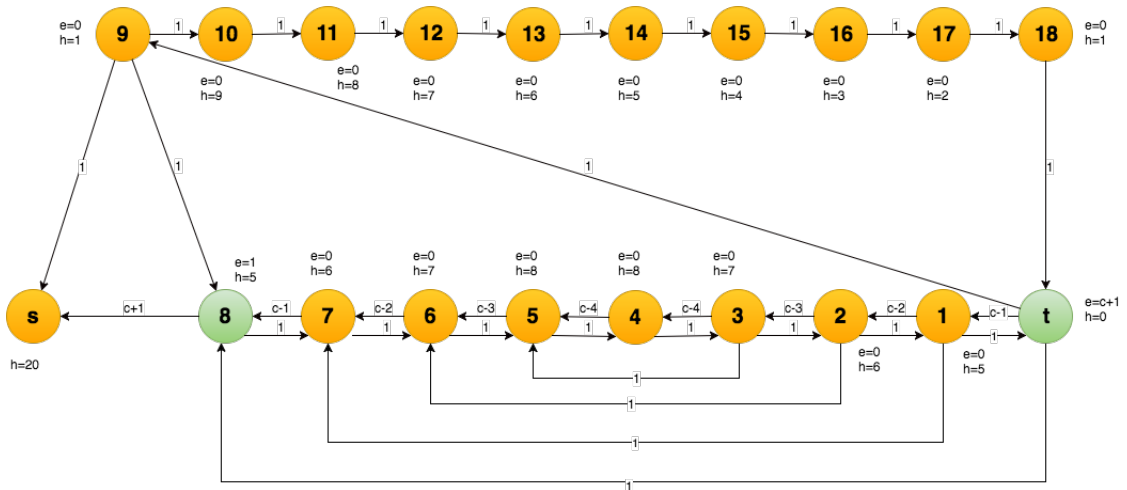 e=0
h=1
9
1
10
1
11
1
12
1
13
1
14
1
15
1
16
1
17
1
18
e=0
h=1
e=0
h=9
e=0
h=8
e=0
h=7
e=0
h=6
e=0
h=5
e=0
h=4
e=0
h=3
e=0
h=2
1
1
1
1
e=1
h=5
e=0
h=6
e=0
h=7
e=0
h=8
e=0
h=8
e=0
h=7
s
c+1
8
c-1
1
7
c-2
1
6
c-3
1
5
c-4
1
4
c-4
1
3
c-3
1
2
c-2
1
1
c-1
1
t
e=c+1
h=0
h=20
e=0
h=6
e=0
h=5
1
1
1
1